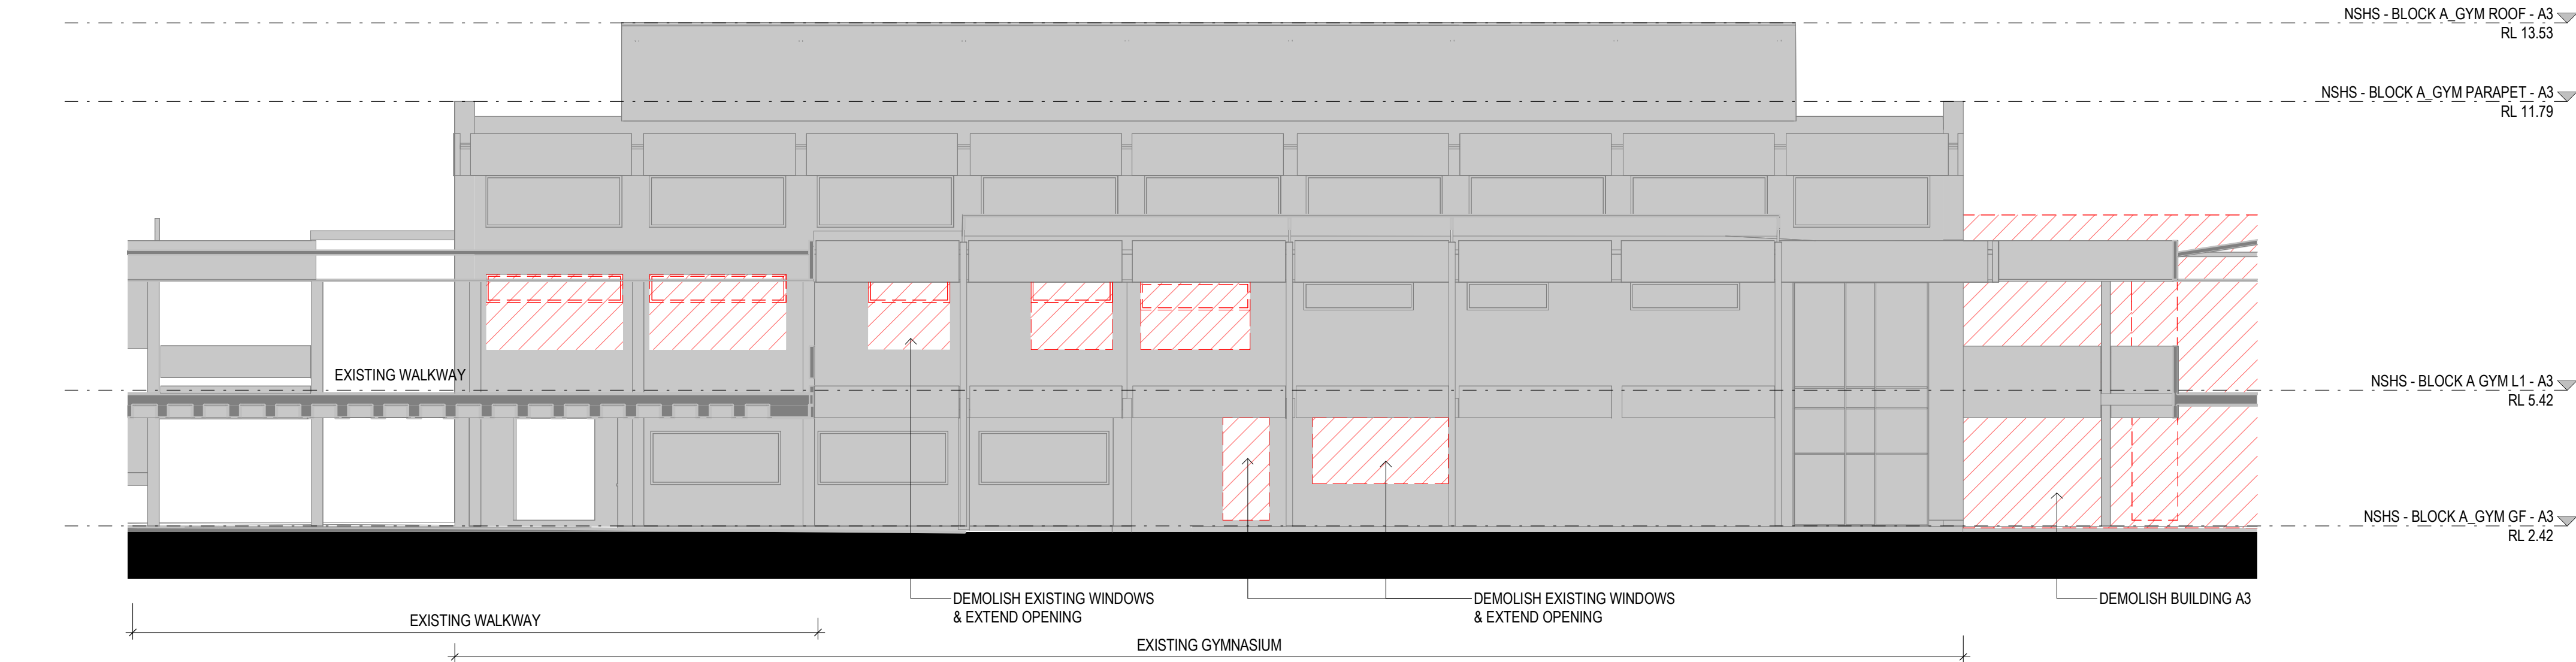 NSHS - BLOCK A_GYM ROOF - A3
RL 13.53
NSHS - BLOCK A_GYM PARAPET - A3
RL 11.79
EXISTING WALKWAY
NSHS - BLOCK A GYM L1 - A3
RL 5.42
NSHS - BLOCK A_GYM GF - A3
RL 2.42
DEMOLISH EXISTING WINDOWS
& EXTEND OPENING
DEMOLISH EXISTING WINDOWS
& EXTEND OPENING
DEMOLISH BUILDING A3
EXISTING WALKWAY
EXISTING GYMNASIUM